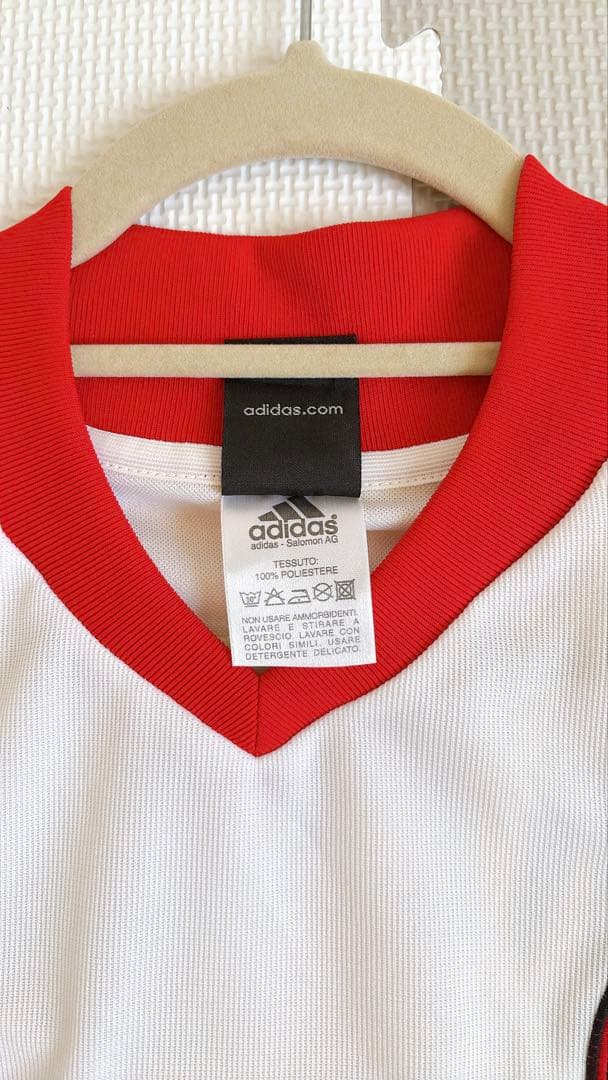 adidas.com
adidas®
adidas - Salomon AG
TESSUTO:
100% POLIESTERE
30°
NON USARE AMMORBIDENTI.
LAVARE E STIRARE A
ROVESCIO. LAVARE CON
COLORI SIMILI. USARE
DETERGENTE DELICATO.